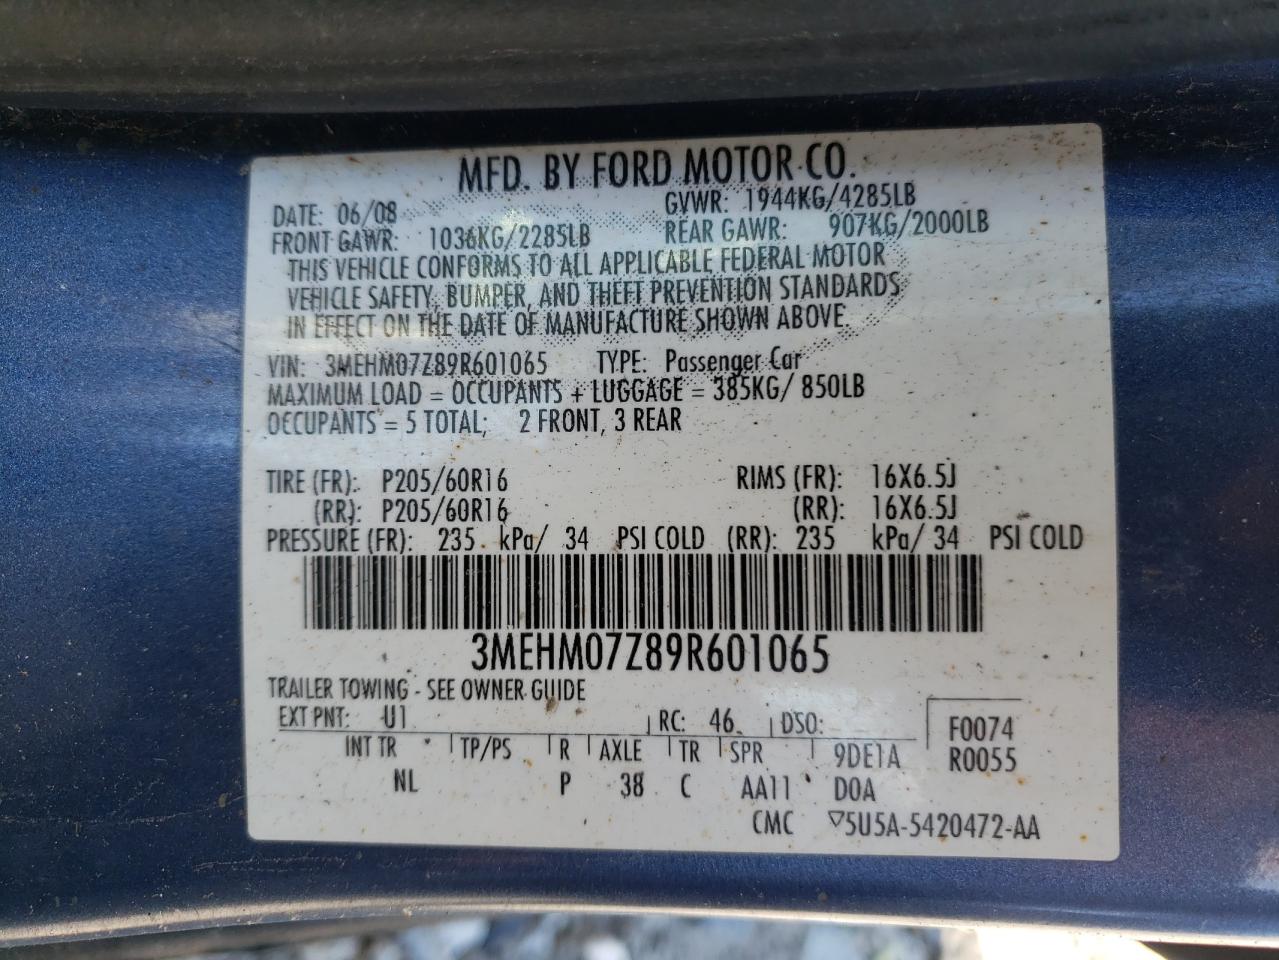 MFD. BY FORD MOTOR CO.
DATE: 06/08 GVWR: 1944KG/4285LB
FRONT GAWR: 1036KG/2285LB REAR GAWR: 907KG/2000LB
THIS VEHICLE CONFORMS TO ALL APPLICABLE FEDERAL MOTOR
VEHICLE SAFETY, BUMPER, AND THEFT PREVENTION STANDARDS
IN EFFECT ON THE DATE OF MANUFACTURE SHOWN ABOVE.
VIN: 3MEHM07Z89R601065 TYPE: Passenger Car
MAXIMUM LOAD = OCCUPANTS + LUGGAGE = 385KG/ 850LB
OCCUPANTS = 5 TOTAL; 2 FRONT, 3 REAR
TIRE (FR): P205/60R16 RIMS (FR): 16X6.5J
(RR): P205/60R16 (RR): 16X6.5J
PRESSURE (FR): 235 kPa/ 34 PSI COLD (RR): 235 kPa/ 34 PSI COLD
3MEHM07Z89R601065
TRAILER TOWING - SEE OWNER GUIDE
EXT PNT: U1 RC: 46 DSO: F0074
INT TR TP/PS R AXLE TR SPR 9DE1A R0055
NL P 38 C AA11 D0A
CMC ▽5U5A-5420472-AA